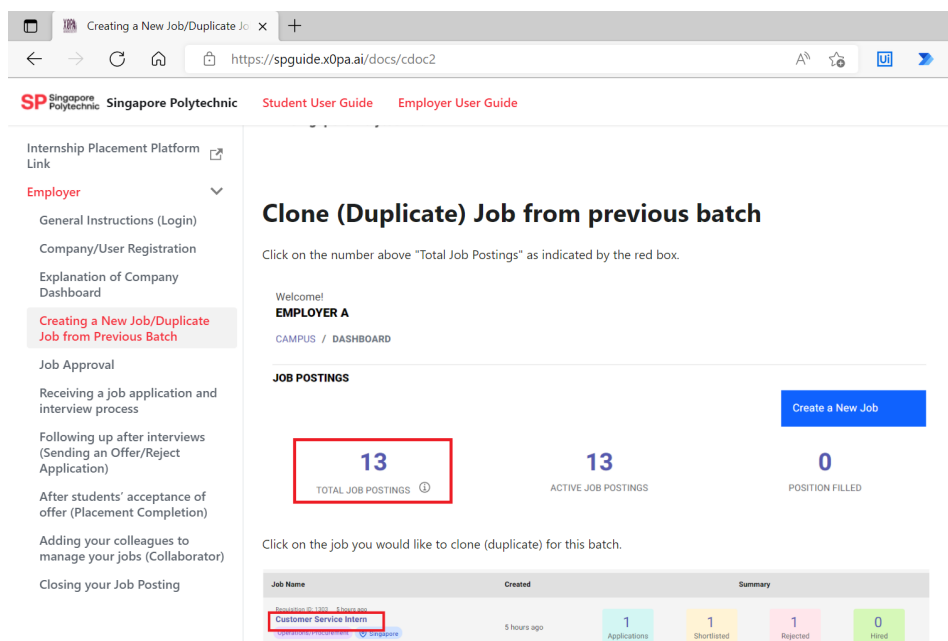 Creating a New Job/Duplicate Jo
https://spguide.x0pa.ai/docs/cdoc2
SP Singapore Polytechnic
Singapore Polytechnic
Student User Guide
Employer User Guide
Internship Placement Platform
Link
Employer
General Instructions (Login)
Company/User Registration
Explanation of Company
Dashboard
Creating a New Job/Duplicate
Job from Previous Batch
Job Approval
Receiving a job application and
interview process
Following up after interviews
(Sending an Offer/Reject
Application)
After students' acceptance of
offer (Placement Completion)
Adding your colleagues to
manage your jobs (Collaborator)
Closing your Job Posting
Clone (Duplicate) Job from previous batch
Click on the number above “Total Job Postings” as indicated by the red box.
Welcome!
EMPLOYER A
CAMPUS / DASHBOARD
JOB POSTINGS
Create a New Job
13
TOTAL JOB POSTINGS
13
ACTIVE JOB POSTINGS
0
POSITION FILLED
Click on the job you would like to clone (duplicate) for this batch.
Job Name
Created
Summary
Requisition ID: 1303 5 hours ago
Customer Service Intern
Operations/Procurement
Singapore
5 hours ago
1
Applications
1
Shortlisted
1
Rejected
0
Hired